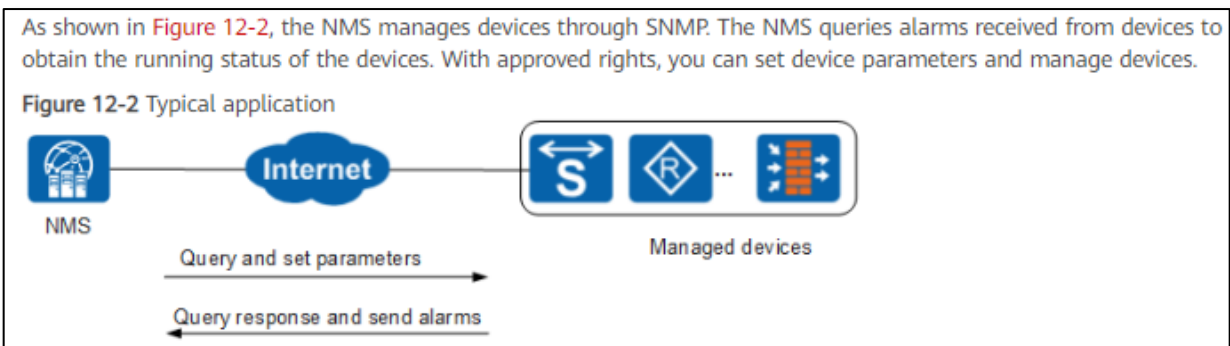 As shown in Figure 12-2, the NMS manages devices through SNMP. The NMS queries alarms received from devices to
obtain the running status of the devices. With approved rights, you can set device parameters and manage devices.
Figure 12-2 Typical application
Internet
S
R
...
NMS
Managed devices
Query and set parameters
Query response and send alarms